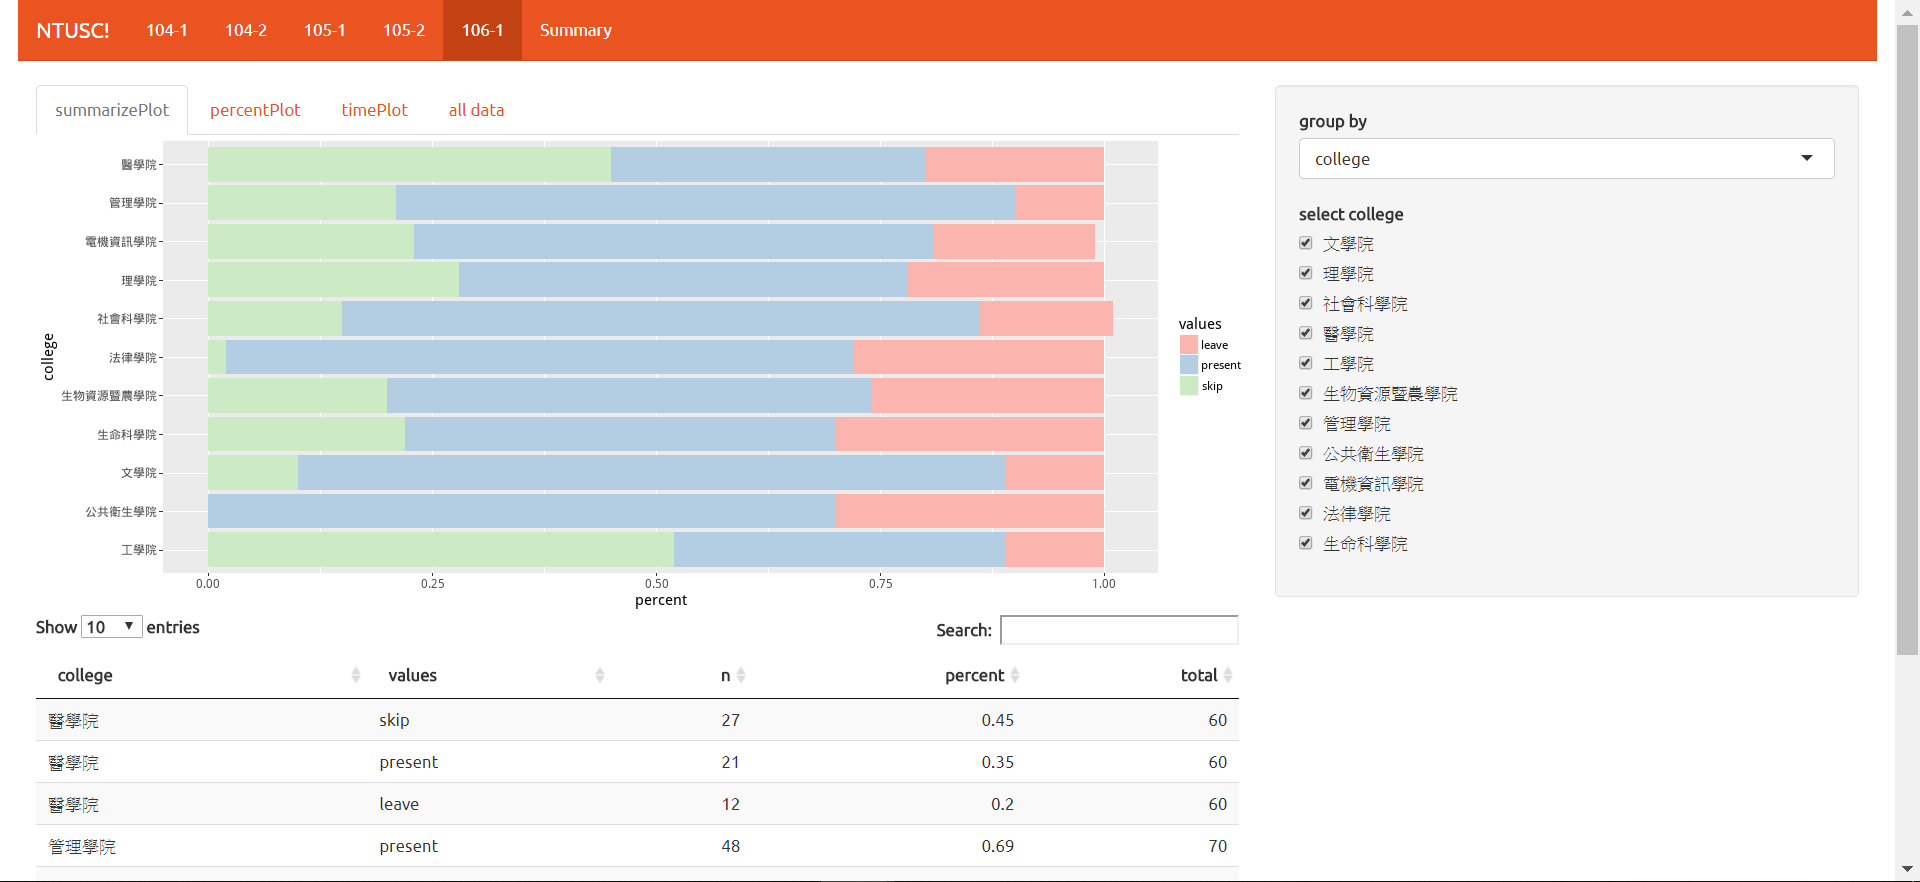 NTUSC! 104-1 104-2 105-1 105-2 106-1 Summary
summarizePlot percentPlot timePlot all data
醫學院
管理學院
電機資訊學院
理學院
社會科學院
法律學院
生物資源暨農學院
生命科學院
文學院
公共衛生學院
工學院
college
0.00 0.25 0.50 0.75 1.00
percent
values
leave
present
skip
group by
college
select college
文學院
理學院
社會科學院
醫學院
工學院
生物資源暨農學院
管理學院
公共衛生學院
電機資訊學院
法律學院
生命科學院
Show 10 entries
Search:
college values n percent total
醫學院 skip 27 0.45 60
醫學院 present 21 0.35 60
醫學院 leave 12 0.2 60
管理學院 present 48 0.69 70